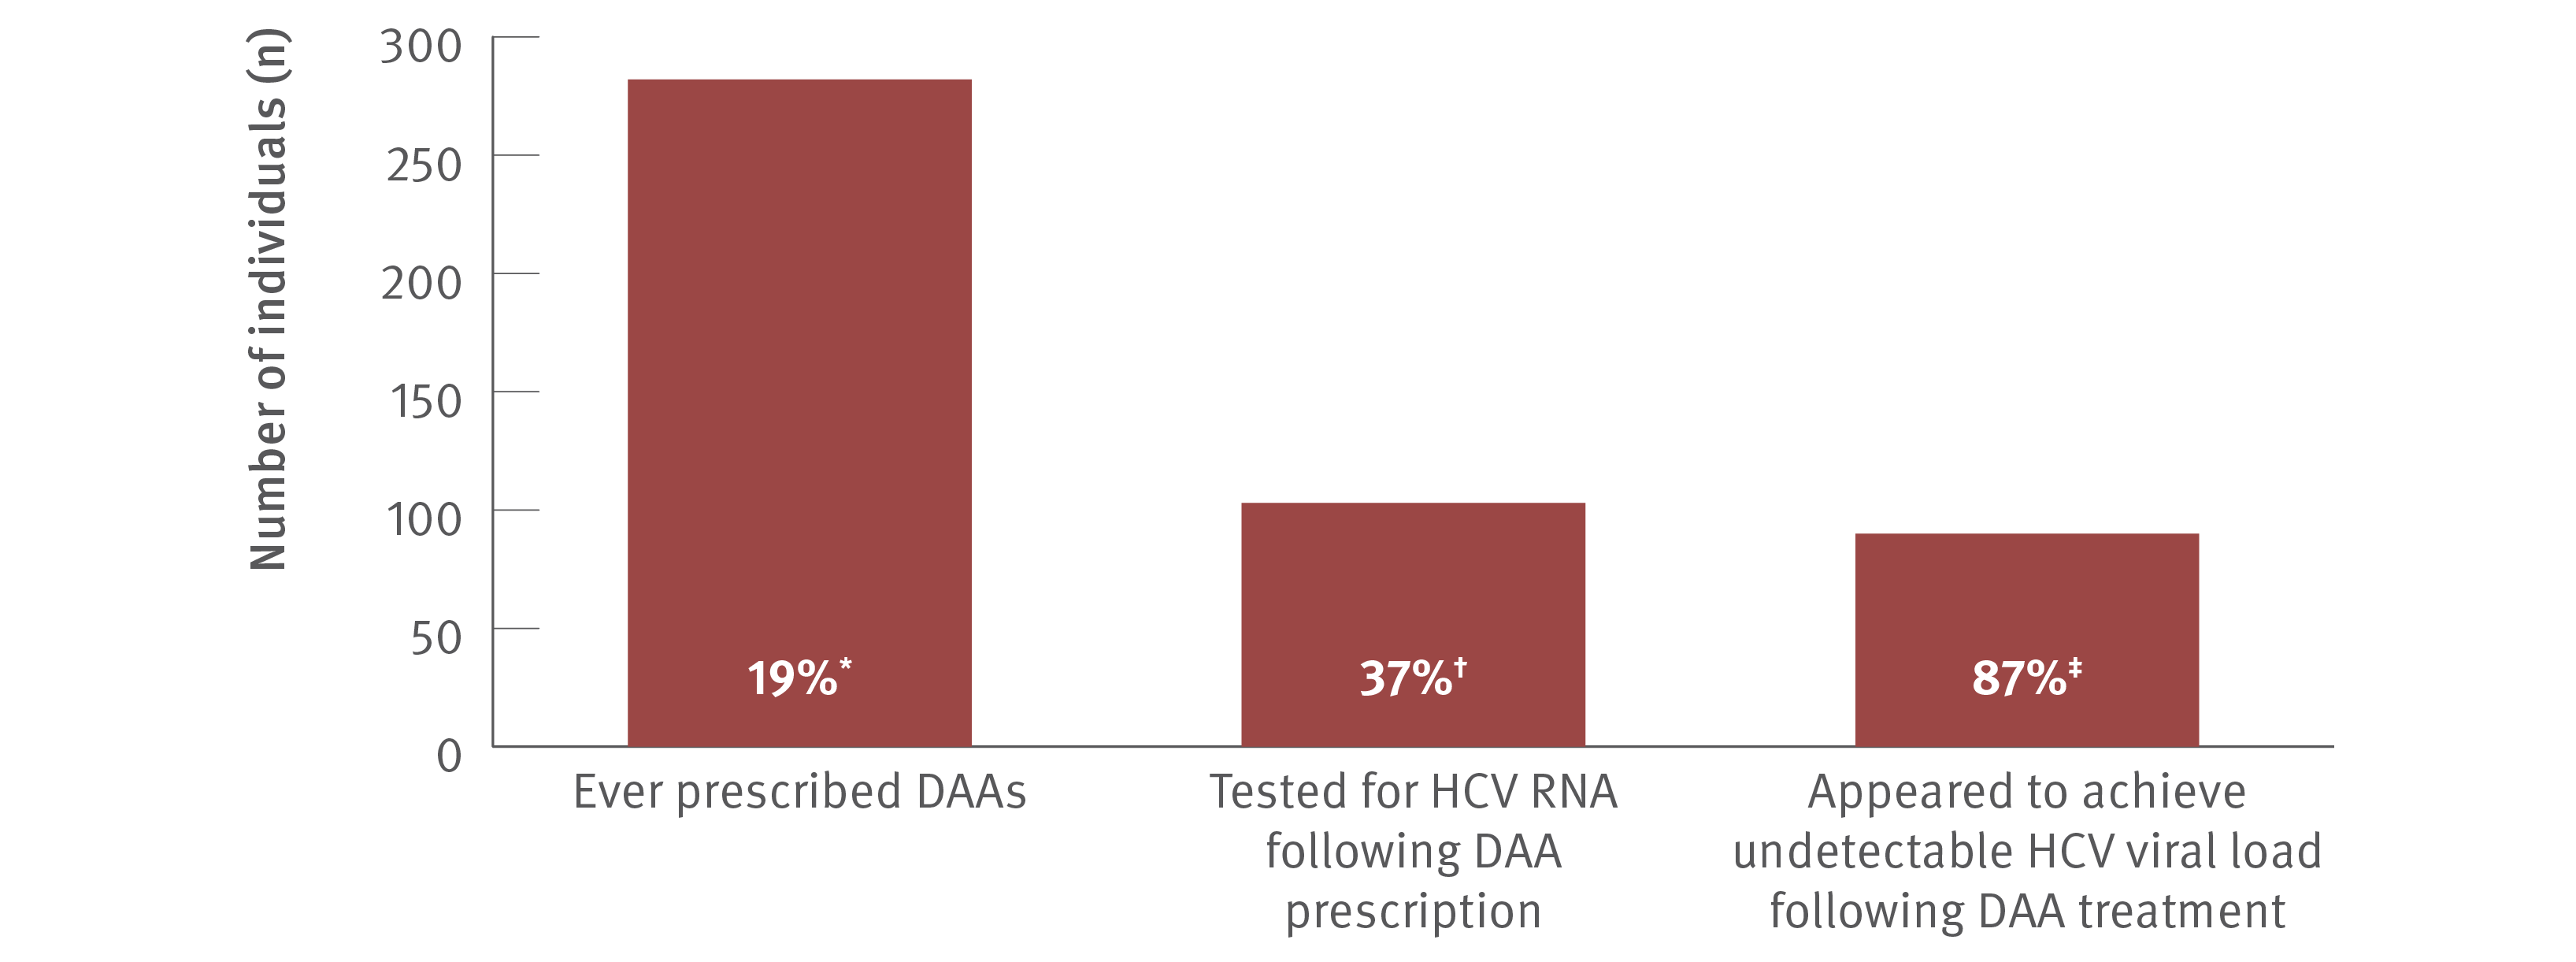 Number of individuals (n)
300
250
200
150
100
50
0
19%*
37%†
87%‡
Ever prescribed DAAs
Tested for HCV RNA
following DAA
prescription
Appeared to achieve
undetectable HCV viral load
following DAA treatment